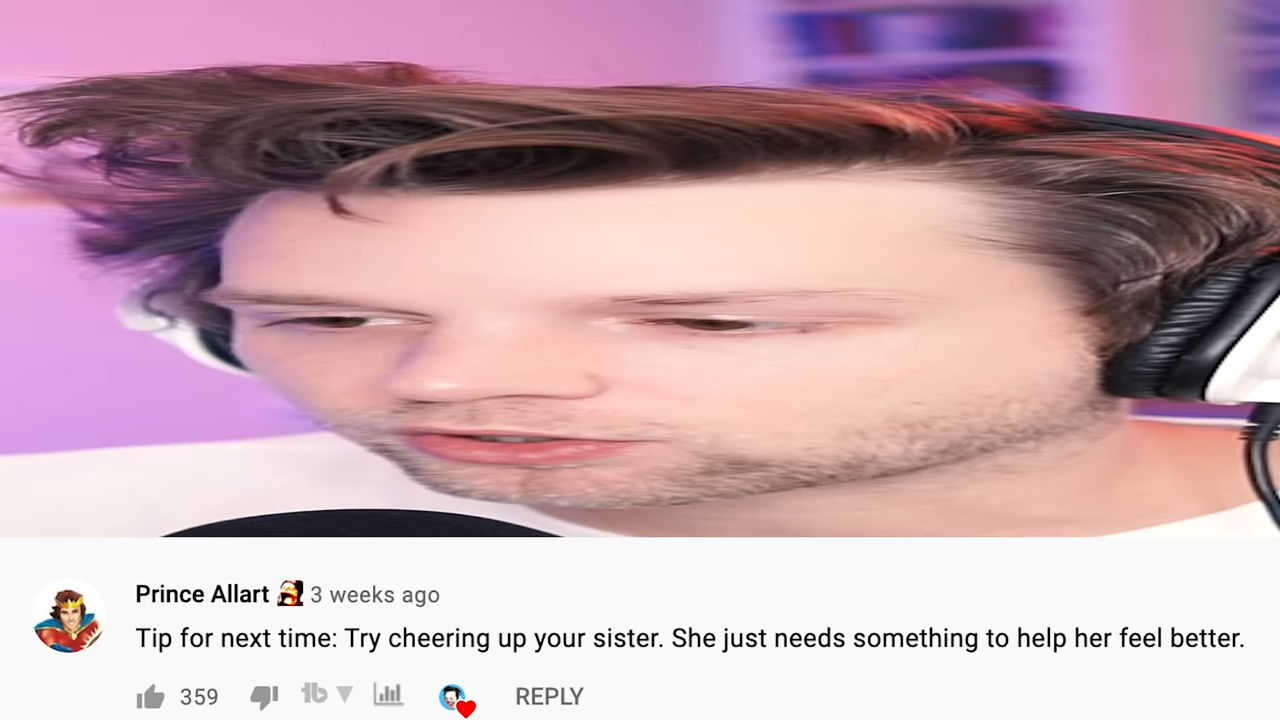 Prince Allart 3 weeks ago
Tip for next time: Try cheering up your sister. She just needs something to help her feel better.
359 REPLY